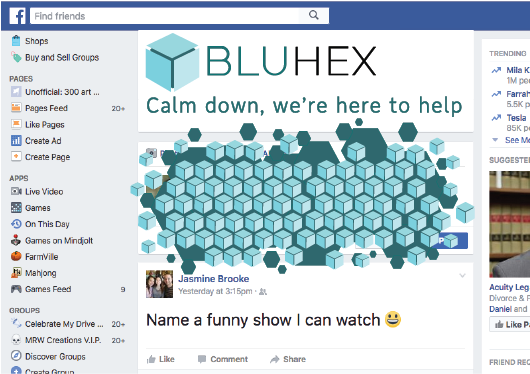 Find friends
Shops
Buy and Sell Groups
PAGES
Unofficial: 300 art ...
Pages Feed 20+
Like Pages
Create Ad
Create Page
APPS
Live Video
Games
On This Day
Games on Mindjolt
FarmVille
Mahjong
Games Feed 9
GROUPS
Celebrate My Drive ... 20+
MRW Creations V.I.P. 20+
Discover Groups
Create Group
BLUHEX
Calm down, we're here to help
Jasmine Brooke
Yesterday at 3:15pm
Name a funny show I can watch 😀
Like Comment Share
TRENDING
Mila K
1M pe
Farrah
5.5K p
Tesla
85K pe
See Mo
SUGGESTE
Acuity Leg
Divorce & F
Daniel and
Like Pa
FRIEND REQ